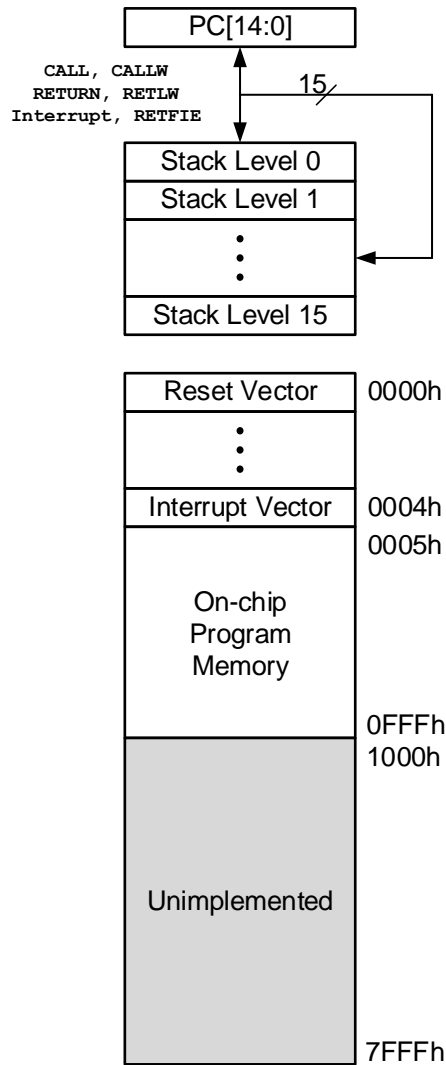 PC[14:0]
CALL, CALLW
RETURN, RETLW
Interrupt, RETFIE
15
Stack Level 0
Stack Level 1
Stack Level 15
Reset Vector
0000h
Interrupt Vector
0004h
0005h
On-chip
Program
Memory
0FFFh
1000h
Unimplemented
7FFFh